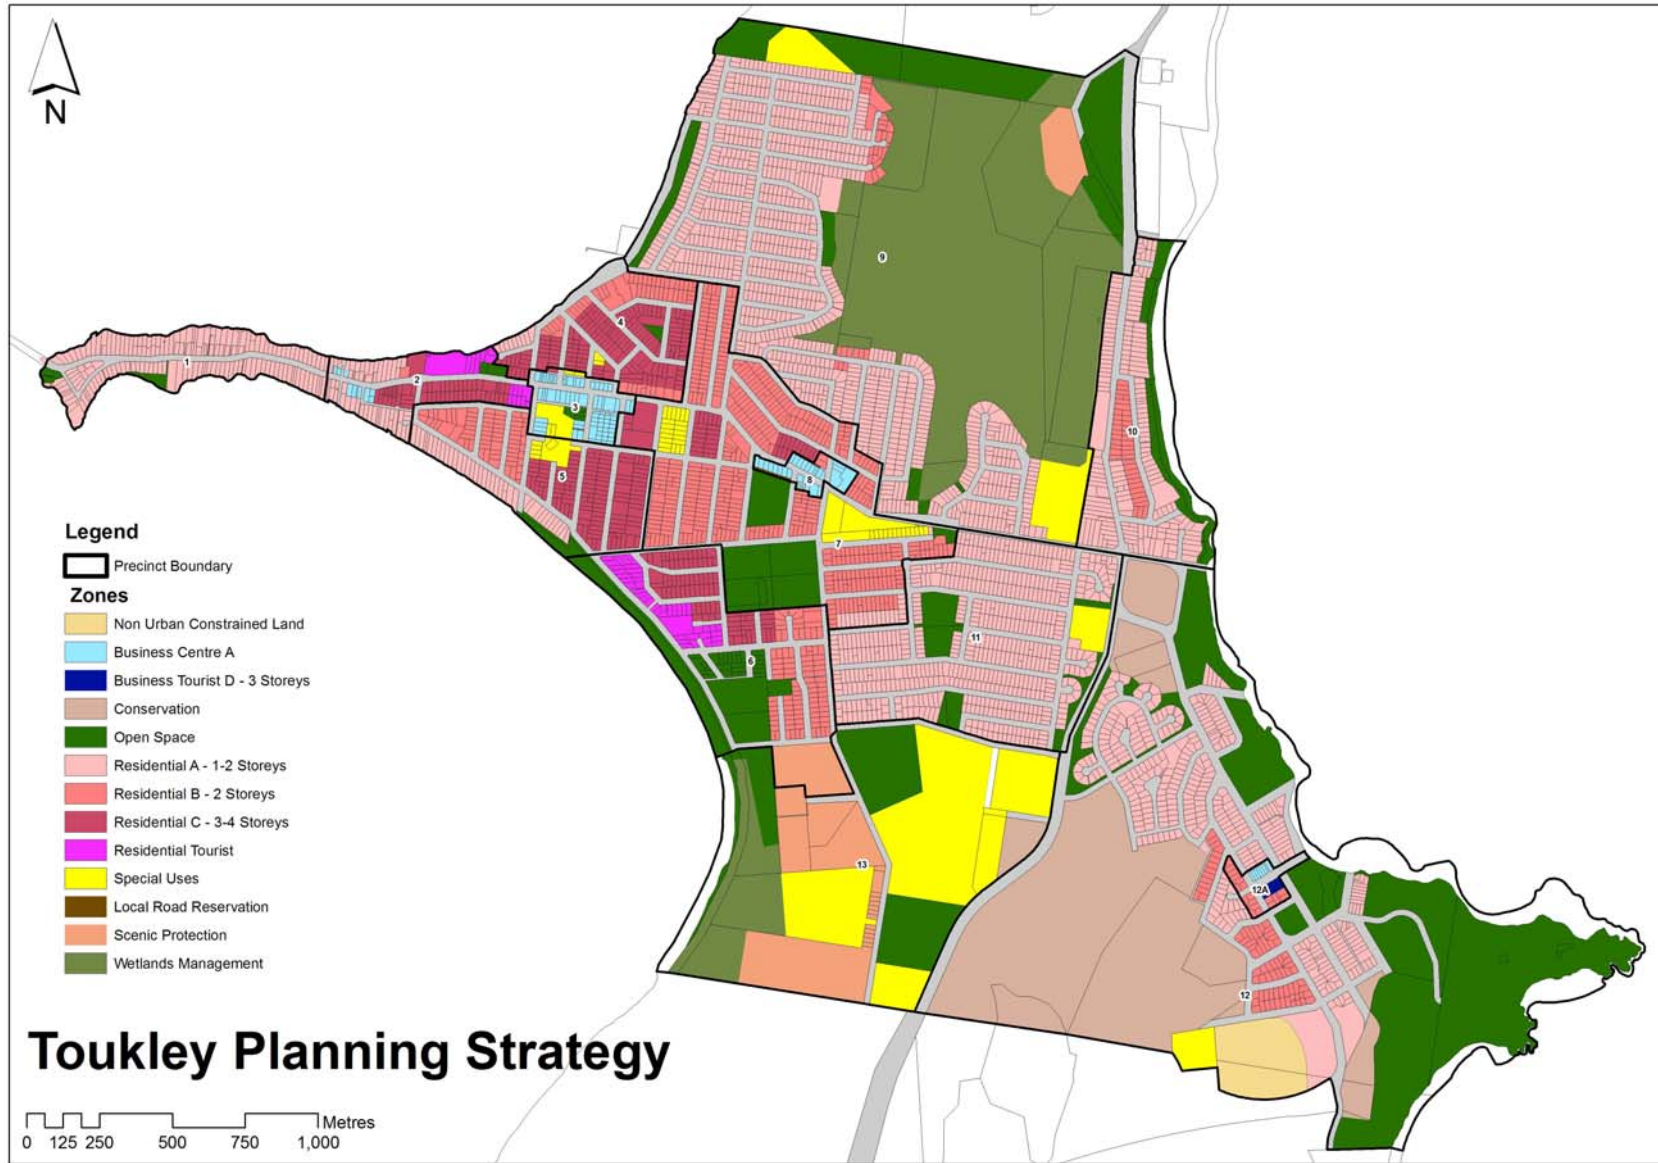 N
9
4
1
2
3
10
5
8
7
6
11
13
12A
12
Legend
Precinct Boundary
Zones
Non Urban Constrained Land
Business Centre A
Business Tourist D - 3 Storeys
Conservation
Open Space
Residential A - 1-2 Storeys
Residential B - 2 Storeys
Residential C - 3-4 Storeys
Residential Tourist
Special Uses
Local Road Reservation
Scenic Protection
Wetlands Management
Toukley Planning Strategy
Metres
0 125 250 500 750 1,000